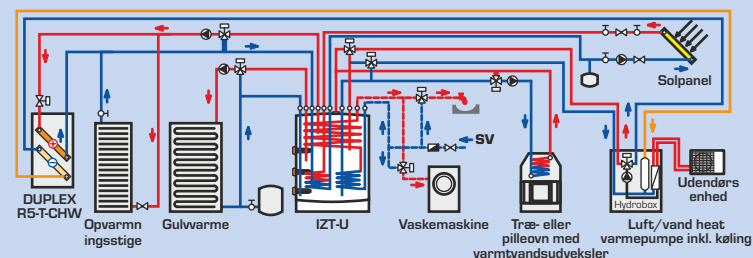 Solpanel
SV
DUPLEX
R5-T-CHW
Opvarmn
ingsstige
Gulvvarme
IZT-U
Vaskemaskine
Træ- eller
pilleovn med
varmtvandsudveksler
Hydrobox
Luft/vand heat
varmepumpe inkl. køling
Udendørs
enhed